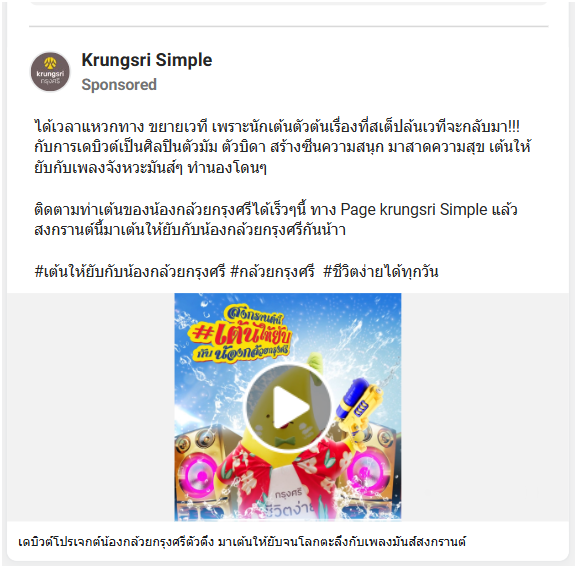 Krungsri Simple
krungsri
กรุงศรี
Sponsored
ได้เวลาแหวกทาง ขยายเวที เพราะนักเต้นตัวต้นเรื่องที่สเต็ปล้นเวทีจะกลับมา!!!
กับการเดบิวต์เป็นศิลปินตัวมัม ตัวบิดา สร้างซีนความสนุก มาสาดความสุข เต้นให้
ยับกับเพลงจังหวะมันส์ๆ ทำนองโดนๆ
ติดตามท่าเต้นของน้องกล้วยกรุงศรีได้เร็วๆนี้ ทาง Page krungsri Simple แล้ว
สงกรานต์นี้มาเต้นให้ยับกับน้องกล้วยกรุงศรีกันน้าา
#เต้นให้ยับกับน้องกล้วยกรุงศรี #กล้วยกรุงศรี #ชีวิตง่ายได้ทุกวัน
สงกรานต์นี้
#เต้นให้ยับ
กับ น้องกล้วยกรุงศรี
กรุงศรี
ชีวิตง่าย
เดบิวต์โปรเจกต์น้องกล้วยกรุงศรีตัวตึง มาเต้นให้ยับจนโลกตะลึงกับเพลงมันส์สงกรานต์